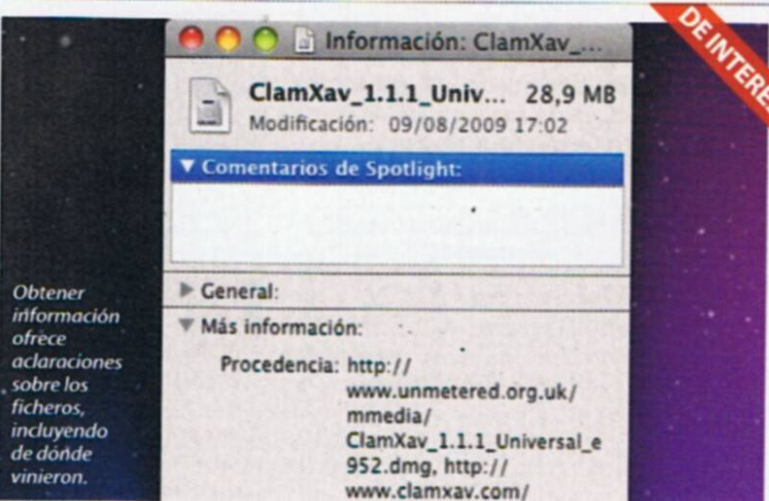 Información: ClamXav_...
DE INTERÉ
ClamXav_1.1.1_Univ... 28,9 MB
Modificación: 09/08/2009 17:02
Comentarios de Spotlight:
General:
Más información:
Procedencia: http://
www.unmetered.org.uk/
mmedia/
ClamXav_1.1.1_Universal_e
952.dmg, http://
www.clamxav.com/
Obtener
información
ofrece
aclaraciones
sobre los
ficheros,
incluyendo
de dónde
vinieron.